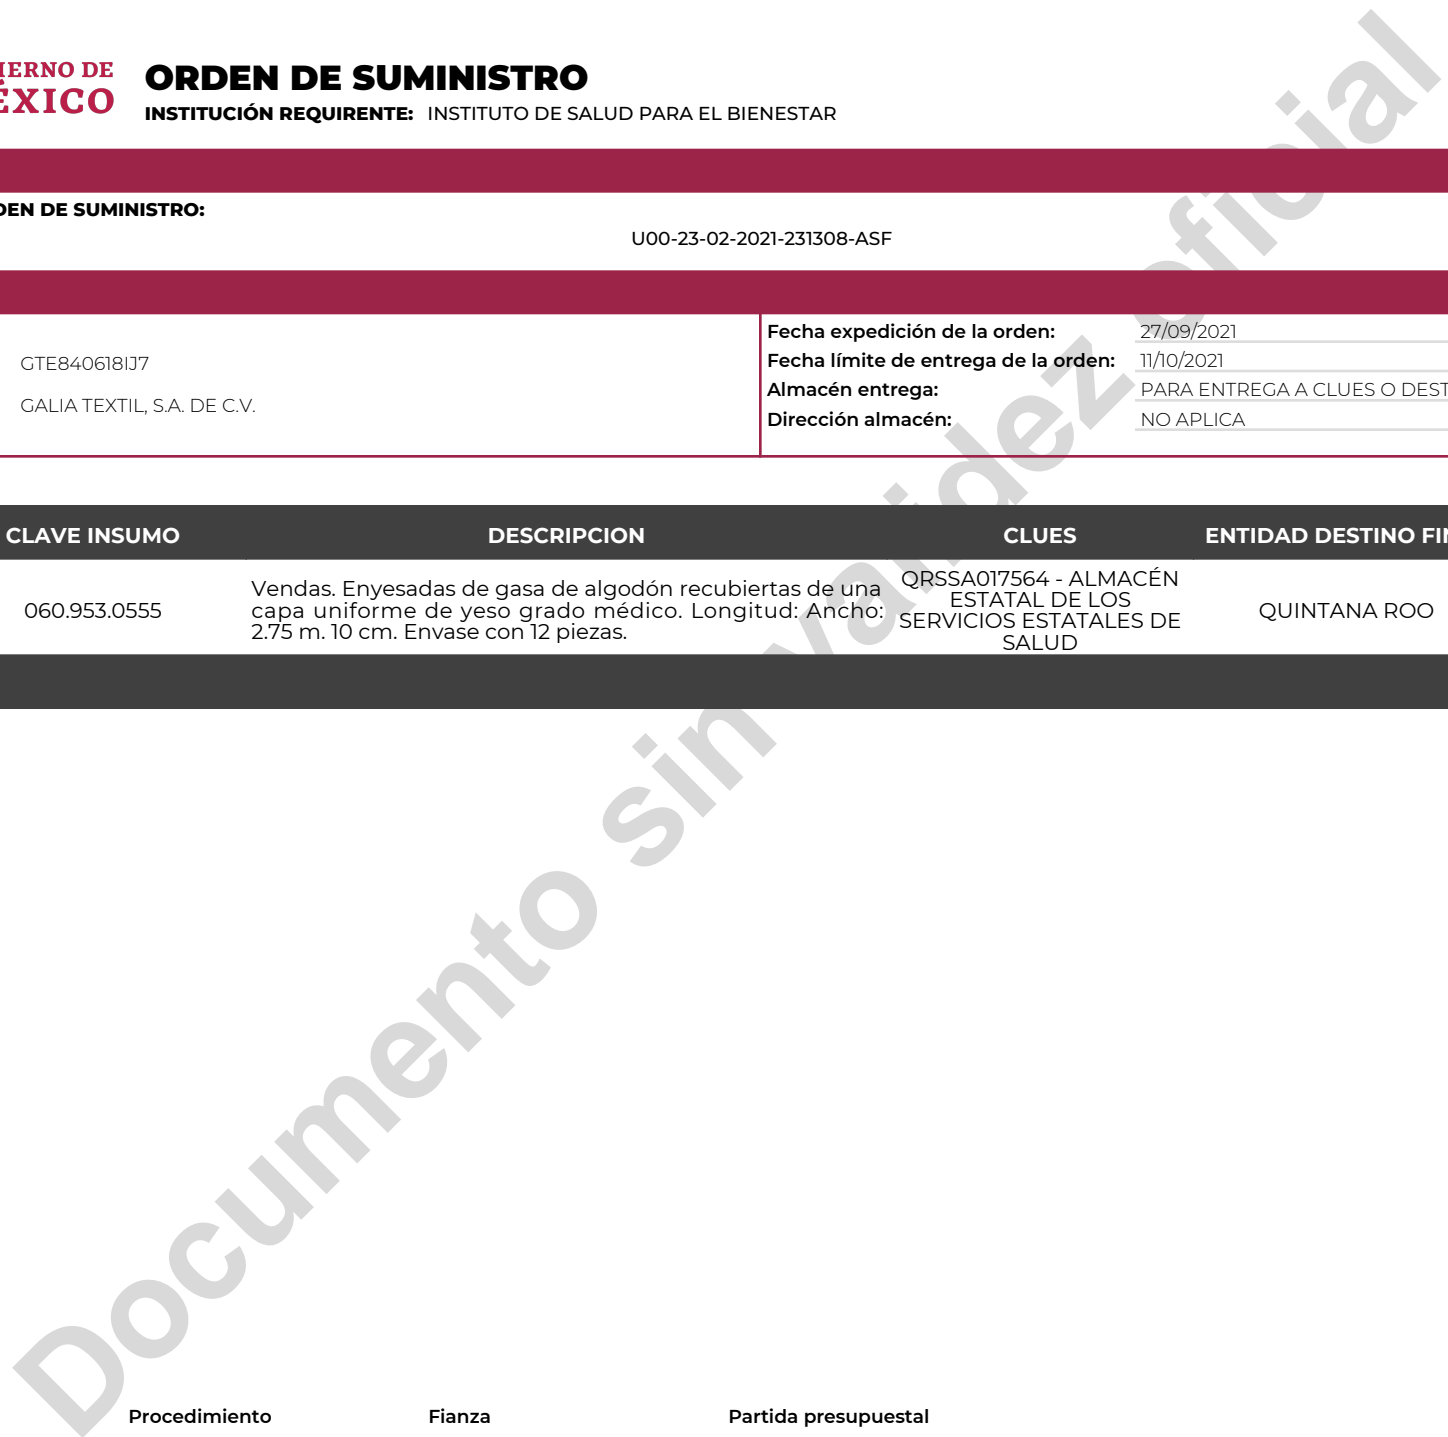 IERNO DE
ÉXICO
ORDEN DE SUMINISTRO
INSTITUCIÓN REQUIRENTE: INSTITUTO DE SALUD PARA EL BIENESTAR
DEN DE SUMINISTRO:
U00-23-02-2021-231308-ASF
GTE840618IJ7
GALIA TEXTIL, S.A. DE C.V.
Fecha expedición de la orden: 27/09/2021
Fecha límite de entrega de la orden: 11/10/2021
Almacén entrega: PARA ENTREGA A CLUES O DEST
Dirección almacén: NO APLICA
CLAVE INSUMO DESCRIPCION CLUES ENTIDAD DESTINO FIN
060.953.0555
Vendas. Enyesadas de gasa de algodón recubiertas de una
capa uniforme de yeso grado médico. Longitud: Ancho:
2.75 m. 10 cm. Envase con 12 piezas.
QRSSA017564 - ALMACÉN
ESTATAL DE LOS
SERVICIOS ESTATALES DE
SALUD
QUINTANA ROO
Documento sin validez oficial
Procedimiento Fianza Partida presupuestal